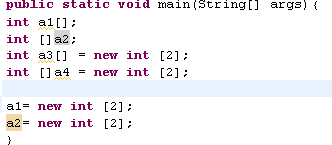 public static void main(String[] args){
int a1[];
int []a2;
int a3[] = new int [2];
int []a4 = new int [2];
a1= new int [2];
a2= new int [2];
}